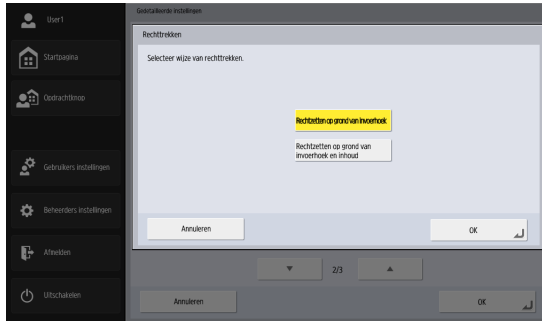 User1
Startpagina
Opdrachtknop
Gebruikers instellingen
Beheerders instellingen
Afmelden
Uitschakelen
Gedetailleerde instellingen
Rechttrekken
Selecteer wijze van rechttrekken.
Rechtzetten op grond van invoerhoek
Rechtzetten op grond van
invoerhoek en inhoud
Annuleren
OK
2/3
Annuleren
OK